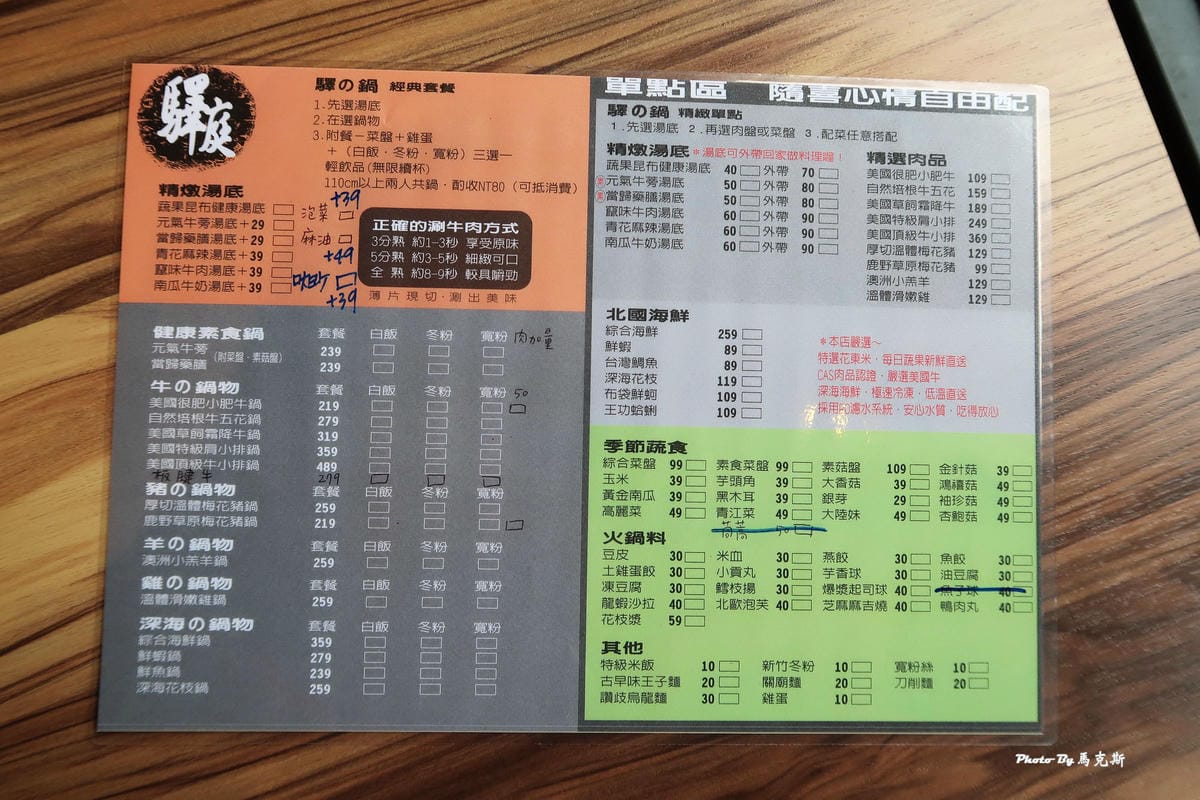 驛庭
驛の鍋 經典套餐
1.先選湯底
2.在選鍋物
3.附餐－菜盤＋雞蛋
＋(白飯．冬粉．寬粉)三選一
輕飲品(無限續杯)
110cm以上兩人共鍋，酌收NT80（可抵消費）
精燉湯底
蔬果昆布健康湯底
元氣牛蒡湯底＋29
當歸藥膳湯底＋29
青花麻辣湯底＋39
竄味牛肉湯底＋39
南瓜牛奶湯底＋39
+39
泡菜
麻油
+49
+39
正確的涮牛肉方式
3分熟 約1–3秒 享受原味
5分熟 約3–5秒 細緻可口
全 熟 約8–9秒 較具嚼勁
薄片現切．涮出美味
健康素食鍋 套餐 白飯 冬粉 寬粉 肉加量
元氣牛蒡 (附菜盤．素菇盤) 239
當歸藥膳 239
牛の鍋物 套餐 白飯 冬粉 寬粉 50
美國很肥小肥牛鍋 219
自然培根牛五花鍋 279
美國草飼霜降牛鍋 319
美國特級肩小排鍋 359
美國頂級牛小排鍋 489
板腱牛 279
豬の鍋物 套餐 白飯 冬粉 寬粉
厚切溫體梅花豬鍋 259
鹿野草原梅花豬鍋 219
羊の鍋物 套餐 白飯 冬粉 寬粉
澳洲小羔羊鍋 259
雞の鍋物 套餐 白飯 冬粉 寬粉
溫體滑嫩雞鍋 259
深海の鍋物 套餐 白飯 冬粉 寬粉
綜合海鮮鍋 359
鮮蝦鍋 279
鮮魚鍋 239
深海花枝鍋 259
單點區 隨喜心情自由配
驛の鍋 精緻單點
1.先選湯底 2.再選肉盤或菜盤 3.配菜任意搭配
精燉湯底 ＊湯底可外帶回家做料理喔！
蔬果昆布健康湯底 40 外帶 70
元氣牛蒡湯底 50 外帶 80
當歸藥膳湯底 50 外帶 80
竄味牛肉湯底 60 外帶 90
青花麻辣湯底 60 外帶 90
南瓜牛奶湯底 60 外帶 90
精選肉品
美國很肥小肥牛 109
自然培根牛五花 159
美國草飼霜降牛 189
美國特級肩小排 249
美國頂級牛小排 369
厚切溫體梅花豬 129
鹿野草原梅花豬 99
澳洲小羔羊 129
溫體滑嫩雞 129
北國海鮮
綜合海鮮 259
鮮蝦 89
台灣鯛魚 89
深海花枝 119
布袋鮮蚵 109
王功蛤蜊 109
＊本店嚴選～
特選花東米．每日蔬果新鮮直送
CAS肉品認證．嚴選美國牛
深海海鮮．極速冷凍．低溫直送
採用RO濾水系統．安心水質．吃得放心
季節蔬食
綜合菜盤 99 素食菜盤 99 素菇盤 109 金針菇 39
玉米 39 芋頭角 39 大香菇 39 鴻禧菇 49
黃金南瓜 39 黑木耳 39 銀芽 29 袖珍菇 49
高麗菜 49 青江菜 49 大陸妹 49 杏鮑菇 49
茼蒿 50
火鍋料
豆皮 30 米血 30 燕餃 30 魚餃 30
土雞蛋餃 30 小貢丸 30 芋香球 30 油豆腐 30
凍豆腐 30 鱈枝揚 30 爆漿起司球 40 魚子球 40
龍蝦沙拉 40 北歐泡芙 40 芝麻麻吉燒 40 鴨肉丸 40
花枝漿 59
其他
特級米飯 10 新竹冬粉 10 寬粉絲 10
古早味王子麵 20 關廟麵 20 刀削麵 20
讚歧烏龍麵 30 雞蛋 10
Photo By 馬克斯